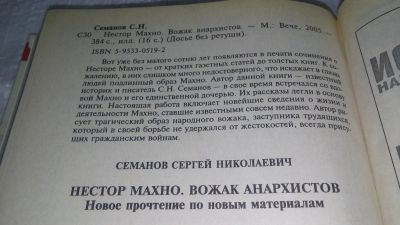 Семанов С.Н.
С30 Нестор Махно. Вожак анархистов. — М.: Вече, 2005. —
384 с., илл. (16 с.) (Досье без ретуши).
ISBN 5-9533-0519-2
Вот уже без малого сотню лет появляются в печати сочинения о
Несторе Махно — от кратких газетных статей до толстых книг. К со-
жалению, в них слишком много недостоверного, что искажает в глазах
людей подлинный образ Махно. Автор данной книги — известный
историк и писатель С.Н. Семанов — в свое время встречался со
вой Махно и его единственной дочерью. Их рассказы легли в основу
книги. Настоящая работа включает новейшие сведения о жизни и
деятельности Махно, ставшие известными совсем недавно. Автор ри-
сует трагический образ народного вожака, заступника трудящихся,
который в своей борьбе не удержался от жестокостей, всегда прису-
щих гражданским войнам.
СЕМАНОВ СЕРГЕЙ НИКОЛАЕВИЧ
НЕСТОР МАХНО. ВОЖАК АНАРХИСТОВ
Новое прочтение по новым материалам